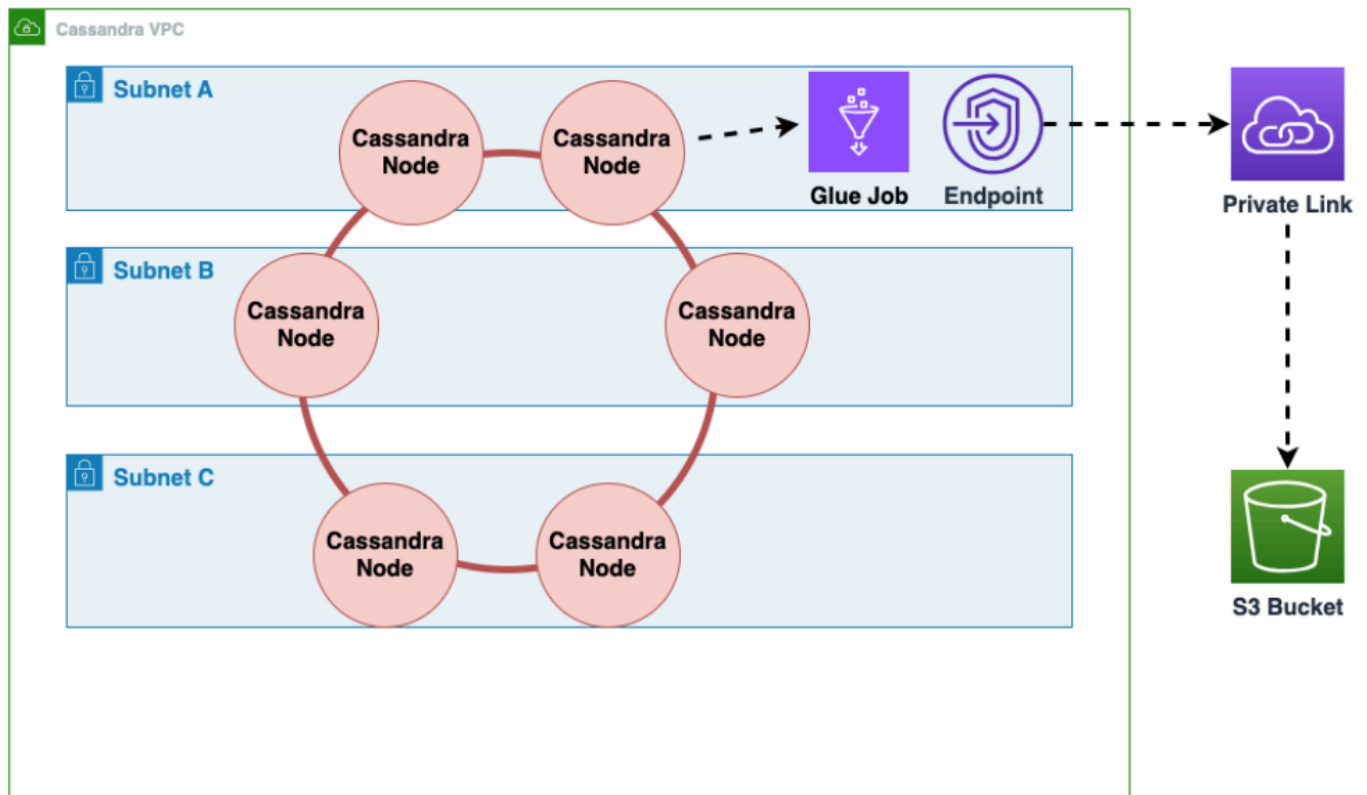 Cassandra VPC
Subnet A
Cassandra
Node
Cassandra
Node
Glue Job
Endpoint
Private Link
Subnet B
Cassandra
Node
Cassandra
Node
Subnet C
Cassandra
Node
Cassandra
Node
S3 Bucket